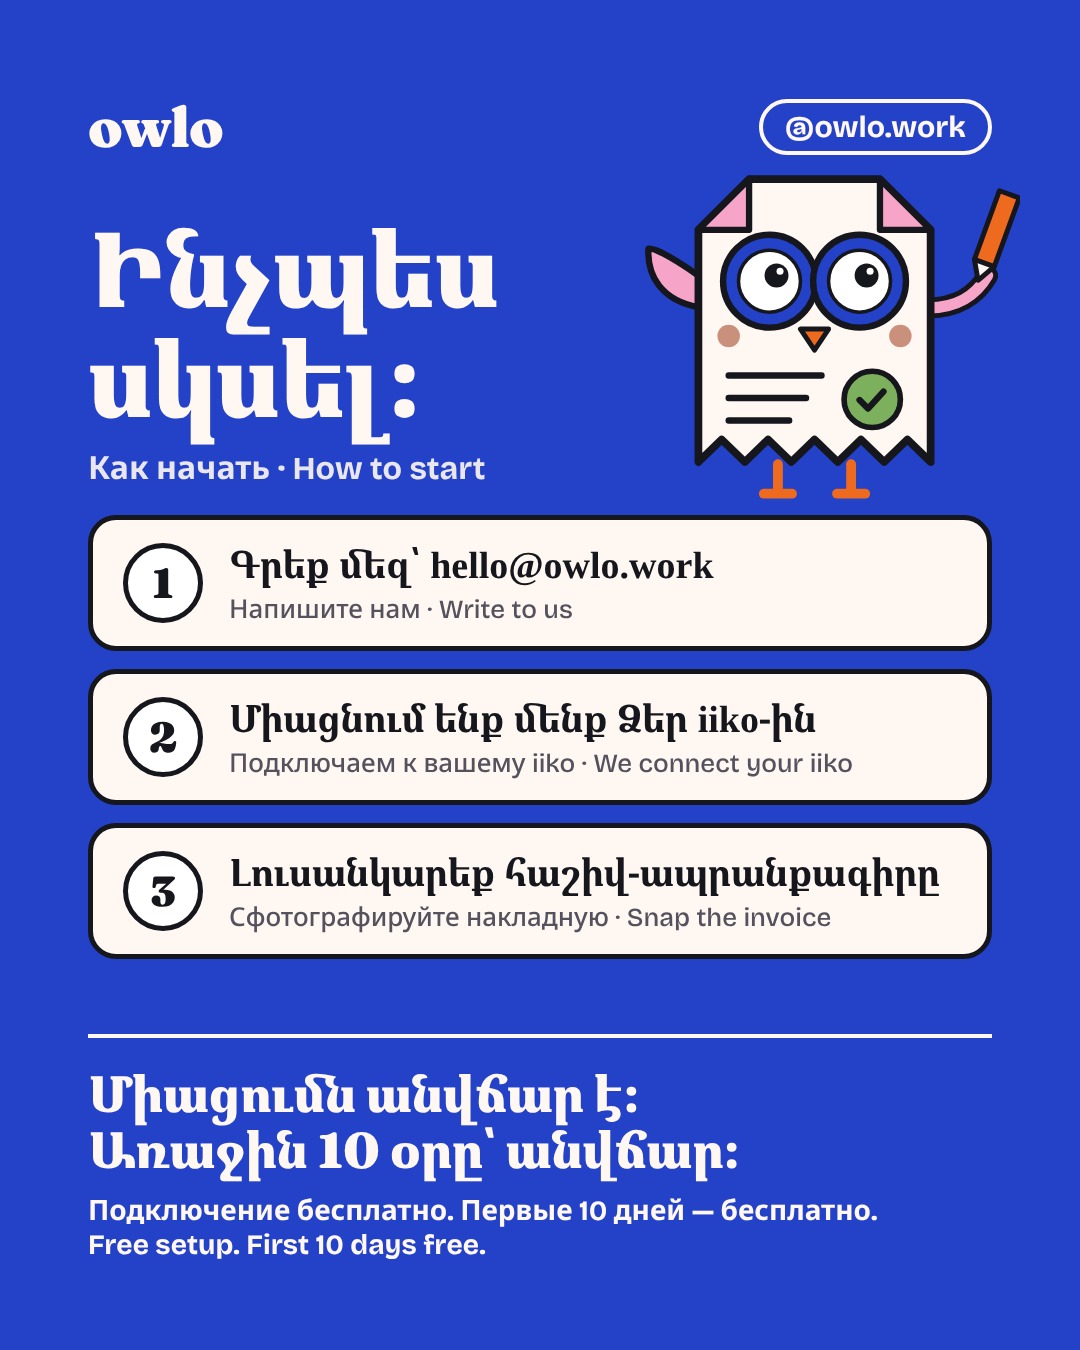 owlo
@owlo.work
Ինչպես
սկսել:
Как начать · How to start
1
Գրեք մեզ՝ hello@owlo.work
Напишите нам · Write to us
2
Միացնում ենք մենք Ձեր iiko-ին
Подключаем к вашему iiko · We connect your iiko
3
Լուսանկարեք հաշիվ-ապրանքագիրը
Сфотографируйте накладную · Snap the invoice
Միացումն անվճար է:
Առաջին 10 օրը՝ անվճար:
Подключение бесплатно. Первые 10 дней — бесплатно.
Free setup. First 10 days free.